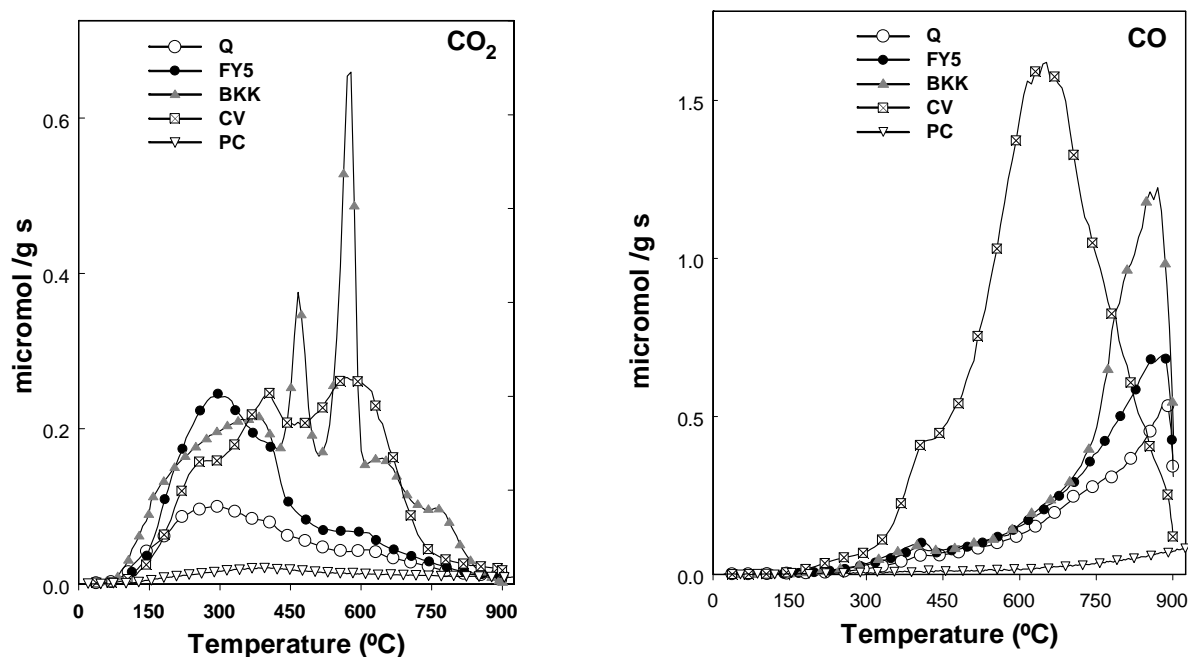 CO2
Q
FY5
BKK
CV
PC
0.6
0.4
0.2
0.0
micromol /g s
0 150 300 450 600 750 900
Temperature (ºC)
CO
Q
FY5
BKK
CV
PC
1.5
1.0
0.5
0.0
micromol /g s
0 150 300 450 600 750 900
Temperature (ºC)